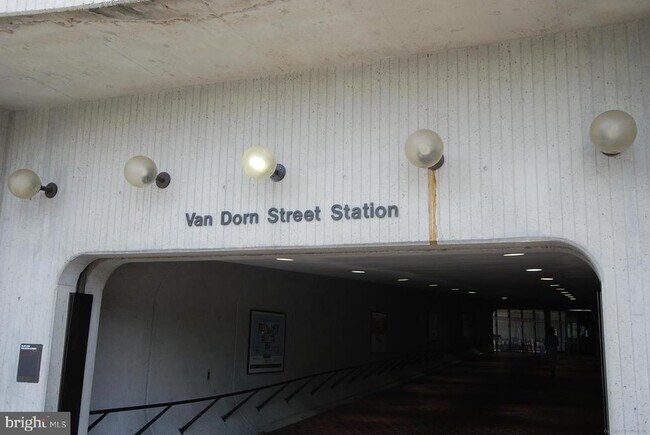 Van Dorn Street Station
bright MLS